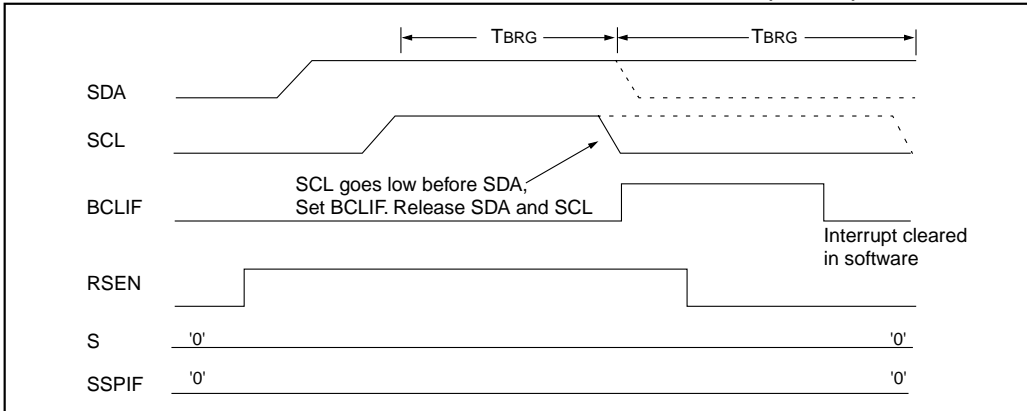 TBRG TBRG
SDA
SCL
SCL goes low before SDA,
Set BCLIF. Release SDA and SCL
BCLIF
Interrupt cleared
in software
RSEN
S '0' '0'
SSPIF '0' '0'